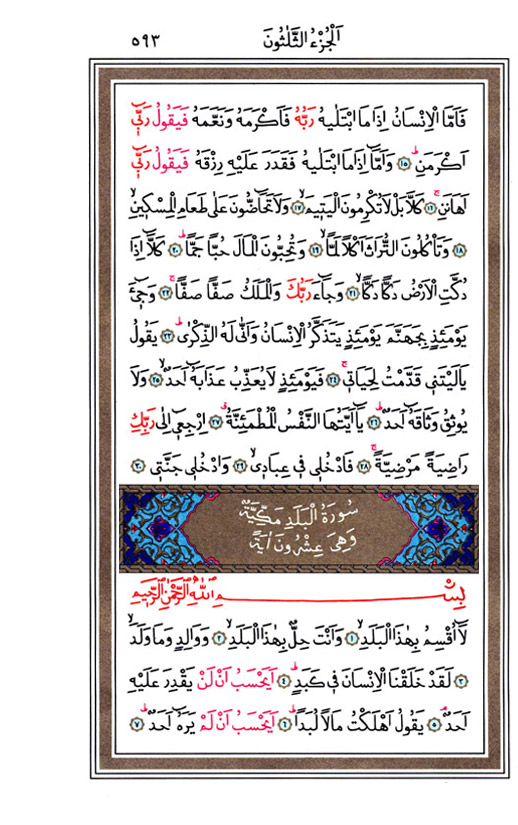 اَلْجُزْءُ الثَّلٰثُونَ ٥٩٣
فَاَمَّا الْاِنْسَانُ اِذَا مَا ابْتَلٰيهُ رَبُّهُ فَاَكْرَمَهُ وَنَعَّمَهُ فَيَقُولُ رَبّ۪ٓي
اَكْرَمَنِۜ ﴿١٥﴾ وَاَمَّٓا اِذَا مَا ابْتَلٰيهُ فَقَدَرَ عَلَيْهِ رِزْقَهُ فَيَقُولُ رَبّ۪ٓي
اَهَانَنِۚ ﴿١٦﴾ كَلَّا بَلْ لَا تُكْرِمُونَ الْيَت۪يمَۙ ﴿١٧﴾ وَلَا تَحَٓاضُّونَ عَلٰى طَعَامِ الْمِسْك۪ينِۙ
﴿١٨﴾ وَتَأْكُلُونَ التُّرَاثَ اَكْلًا لَمًّاۙ ﴿١٩﴾ وَتُحِبُّونَ الْمَالَ حُبًّا جَمًّاۜ ﴿٢٠﴾ كَلَّٓا اِذَا
دُكَّتِ الْاَرْضُ دَكًّا دَكًّاۙ ﴿٢١﴾ وَجَٓاءَ رَبُّكَ وَالْمَلَكُ صَفًّا صَفًّاۚ ﴿٢٢﴾ وَج۪ٓيءَ
يَوْمَئِذٍ بِجَهَنَّمَ يَوْمَئِذٍ يَتَذَكَّرُ الْاِنْسَانُ وَاَنّٰى لَهُ الذِّكْرٰىۜ ﴿٢٣﴾ يَقُولُ
يَا لَيْتَن۪ي قَدَّمْتُ لِحَيَات۪يۚ ﴿٢٤﴾ فَيَوْمَئِذٍ لَا يُعَذِّبُ عَذَابَهُٓ اَحَدٌۙ ﴿٢٥﴾ وَلَا
يُوثِقُ وَثَاقَهُٓ اَحَدٌۜ ﴿٢٦﴾ يَٓا اَيَّتُهَا النَّفْسُ الْمُطْمَئِنَّةُۗ ﴿٢٧﴾ اِرْجِع۪ٓي اِلٰى رَبِّكِ
رَاضِيَةً مَرْضِيَّةًۚ ﴿٢٨﴾ فَادْخُل۪ي ف۪ي عِبَاد۪يۙ ﴿٢٩﴾ وَادْخُل۪ي جَنَّت۪ي ﴿٣٠﴾
سُورَةُ الْبَلَدِ مَكِّيَّةٌ
وَهِيَ عِشْرُونَ اٰيَةً
بِسْمِ اللّٰهِ الرَّحْمٰنِ الرَّح۪يمِ
لَٓا اُقْسِمُ بِهٰذَا الْبَلَدِۙ ﴿١﴾ وَاَنْتَ حِلٌّ بِهٰذَا الْبَلَدِۙ ﴿٢﴾ وَوَالِدٍ وَمَا وَلَدَۙ
﴿٣﴾ لَقَدْ خَلَقْنَا الْاِنْسَانَ ف۪ي كَبَدٍۜ ﴿٤﴾ اَيَحْسَبُ اَنْ لَنْ يَقْدِرَ عَلَيْهِ
اَحَدٌۢ ﴿٥﴾ يَقُولُ اَهْلَكْتُ مَالًا لُبَدًاۜ ﴿٦﴾ اَيَحْسَبُ اَنْ لَمْ يَرَهُٓ اَحَدٌۜ ﴿٧﴾